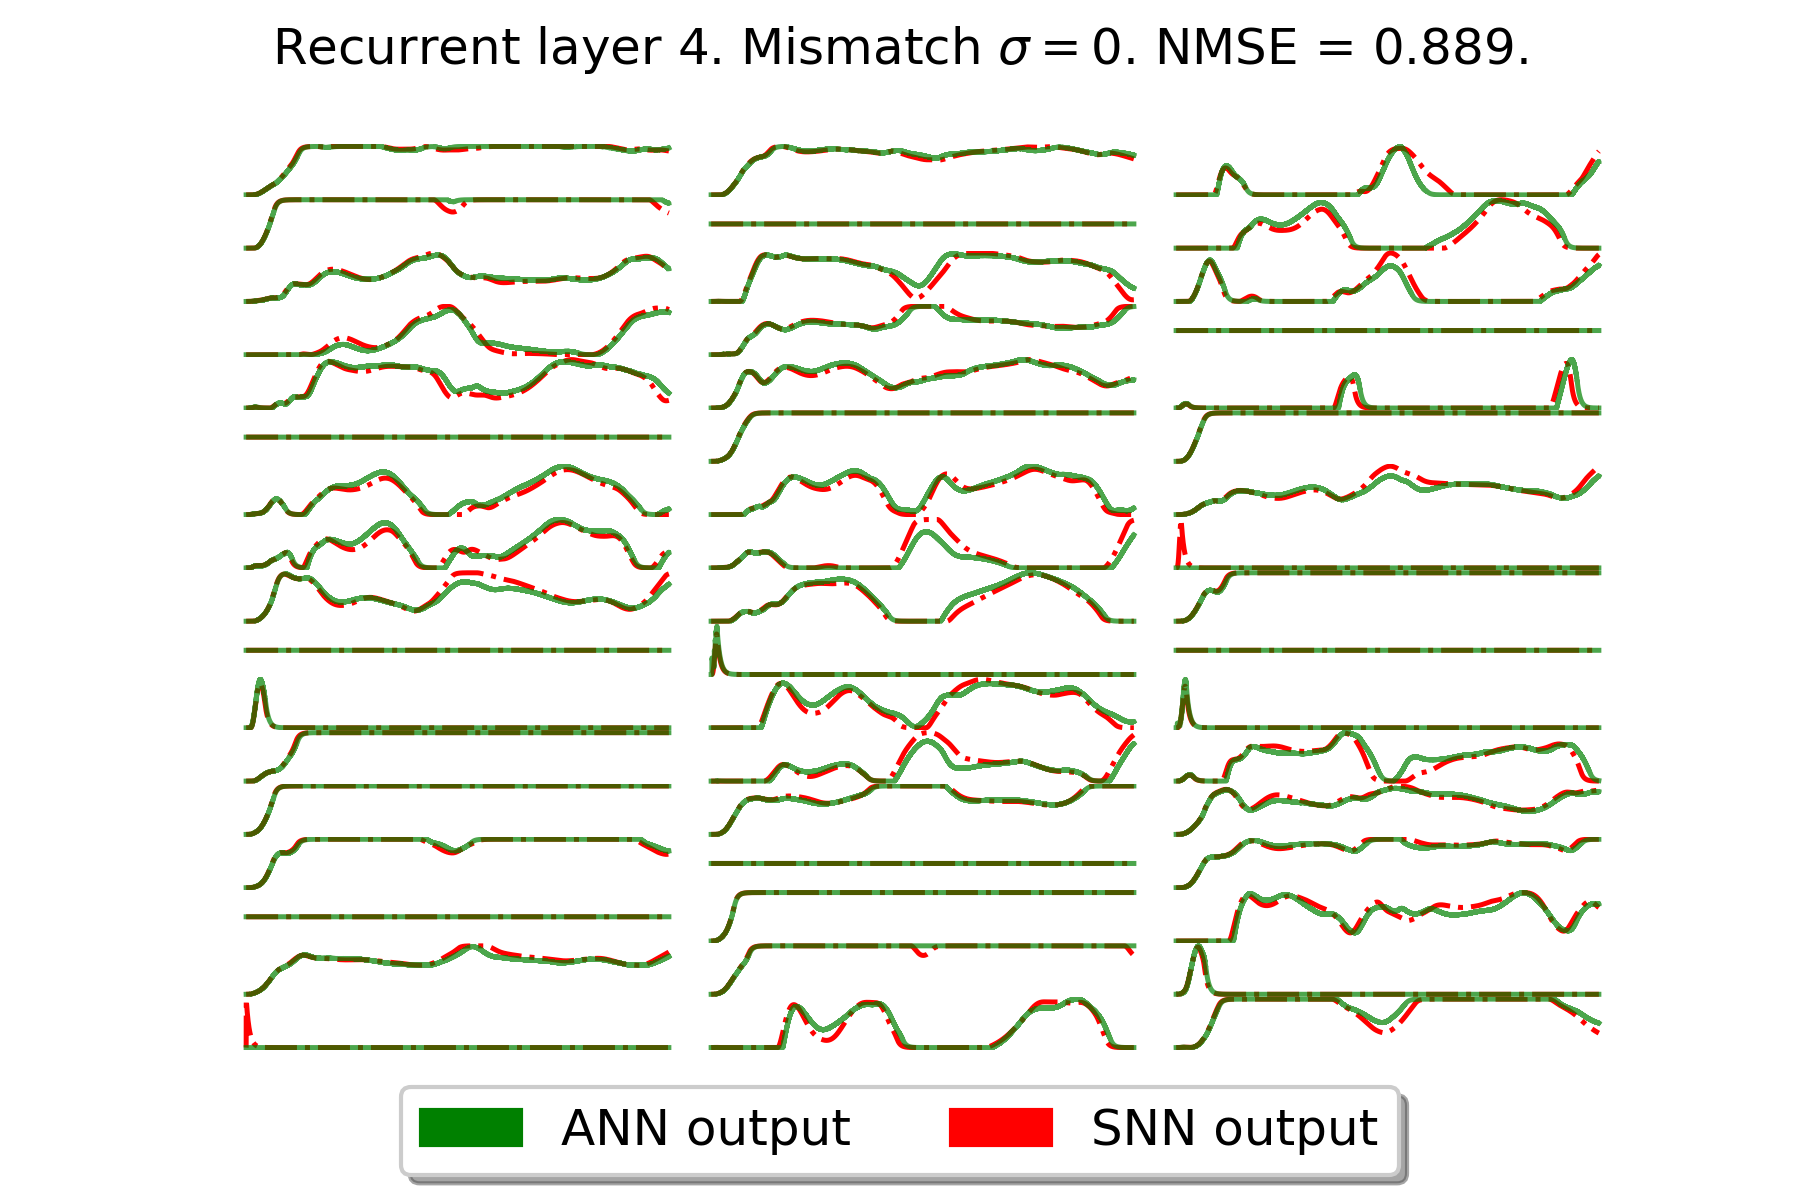 Recurrent layer 4. Mismatch σ = 0. NMSE = 0.889.
ANN output
SNN output